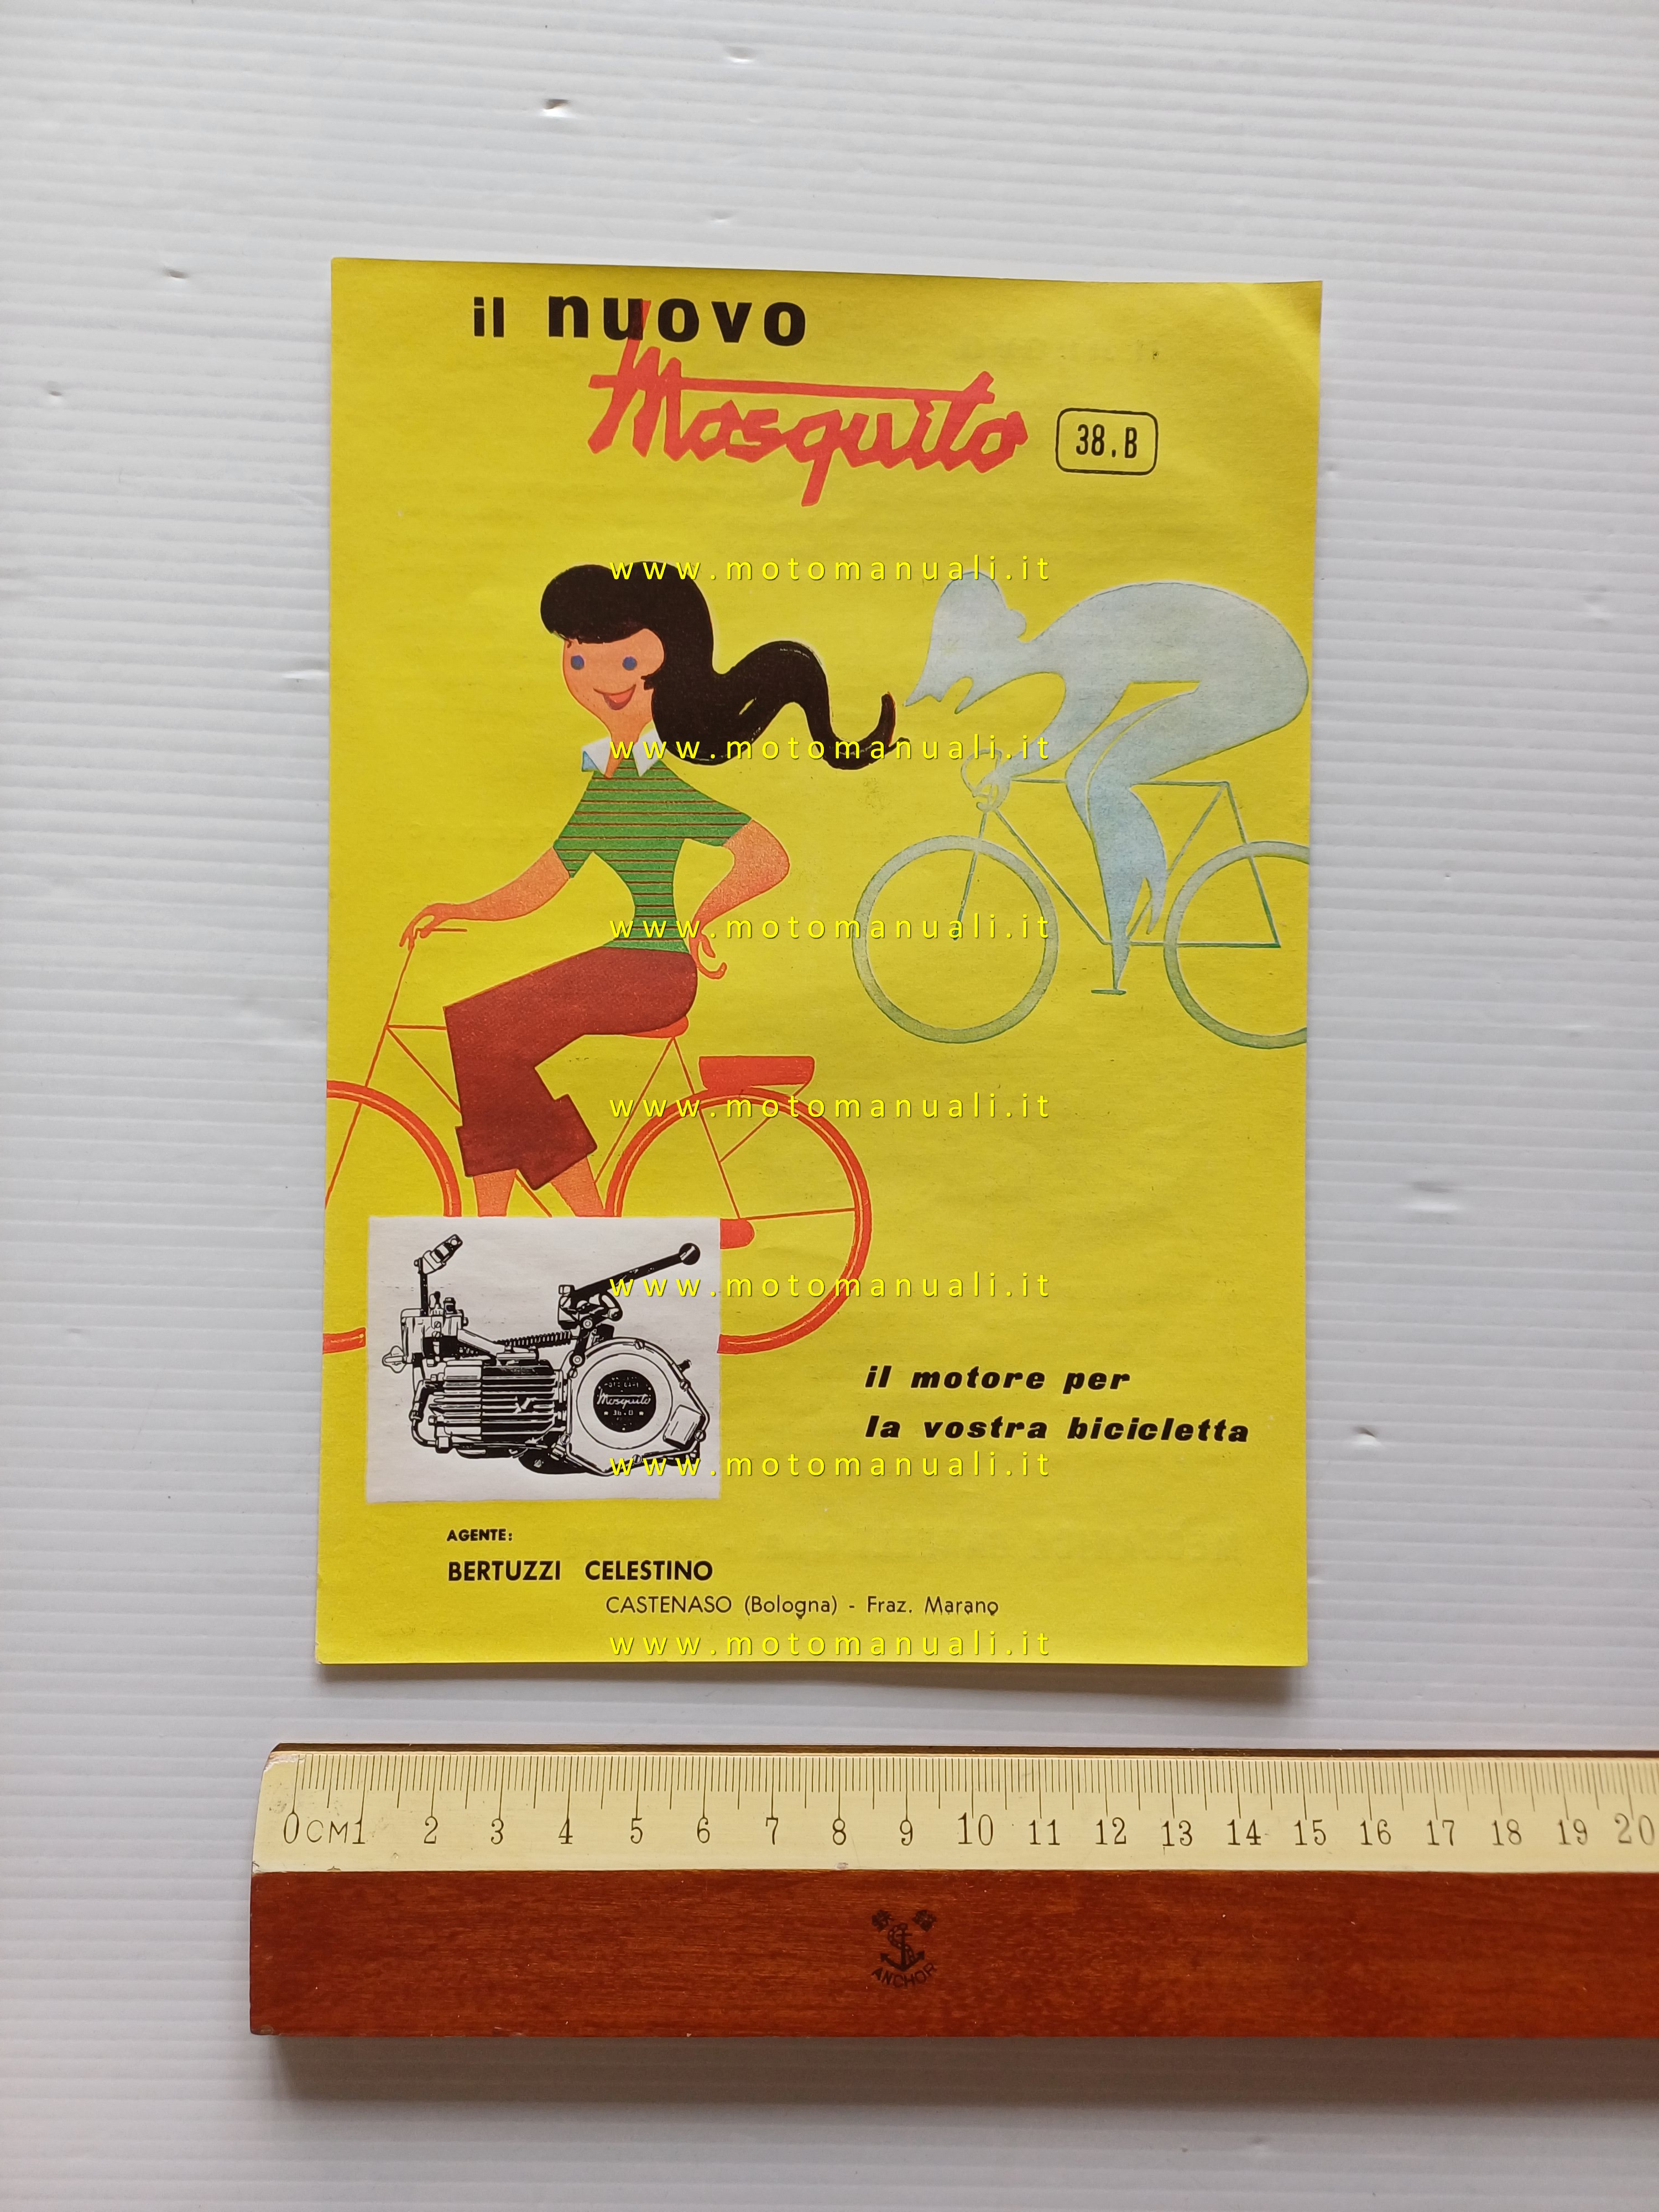 il nuovo
Mosquito
38.B
www.motomanuali.it
www.motomanuali.it
www.motomanuali.it
www.motomanuali.it
www.motomanuali.it
Mosquito
38.B
il motore per
la vostra bicicletta
www.motomanuali.it
AGENTE:
BERTUZZI CELESTINO
CASTENASO (Bologna) - Fraz. Marano
www.motomanuali.it
0CM1 2 3 4 5 6 7 8 9 10 11 12 13 14 15 16 17 18 19 20
ANCHOR